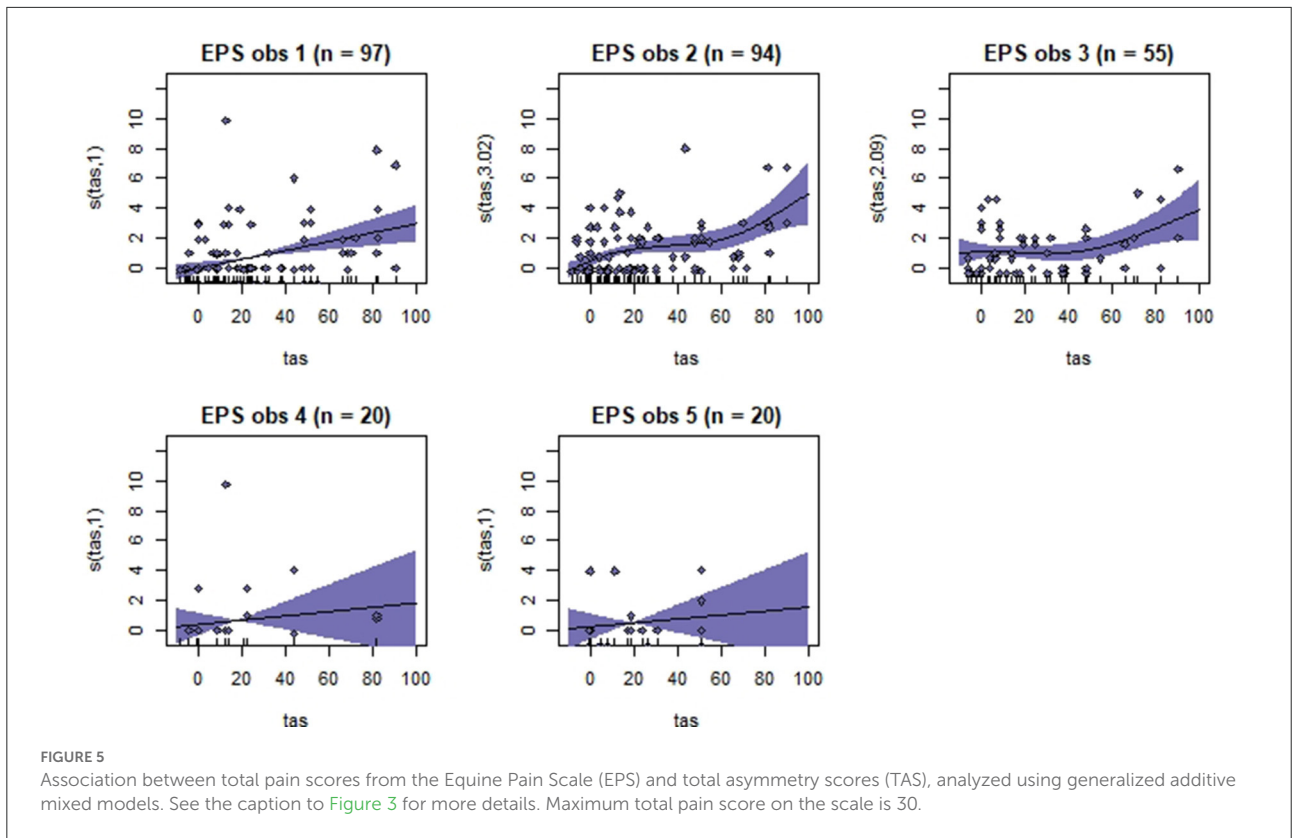 EPS obs 1 (n = 97)
s(tas,1)
0 2 4 6 8 10
0 20 40 60 80 100
tas
EPS obs 2 (n = 94)
s(tas,3.02)
0 2 4 6 8 10
0 20 40 60 80 100
tas
EPS obs 3 (n = 55)
s(tas,2.09)
0 2 4 6 8 10
0 20 40 60 80 100
tas
EPS obs 4 (n = 20)
s(tas,1)
0 2 4 6 8 10
0 20 40 60 80 100
tas
EPS obs 5 (n = 20)
s(tas,1)
0 2 4 6 8 10
0 20 40 60 80 100
tas
FIGURE 5
Association between total pain scores from the Equine Pain Scale (EPS) and total asymmetry scores (TAS), analyzed using generalized additive
mixed models. See the caption to Figure 3 for more details. Maximum total pain score on the scale is 30.